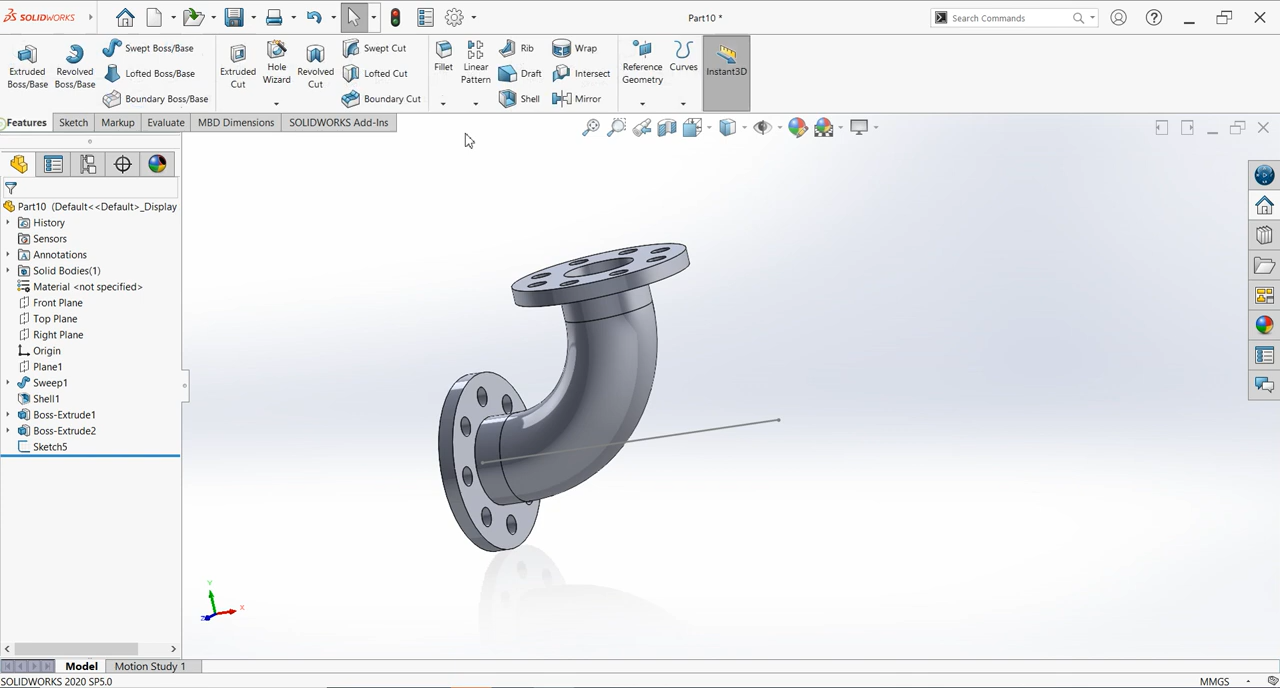 SOLIDWORKS
Part10 *
Search Commands
Extruded Boss/Base
Revolved Boss/Base
Swept Boss/Base
Lofted Boss/Base
Boundary Boss/Base
Extruded Cut
Hole Wizard
Revolved Cut
Swept Cut
Lofted Cut
Boundary Cut
Fillet
Linear Pattern
Rib
Draft
Shell
Wrap
Intersect
Mirror
Reference Geometry
Curves
Instant3D
Features
Sketch
Markup
Evaluate
MBD Dimensions
SOLIDWORKS Add-Ins
Part10 (Default<<Default>_Display
History
Sensors
Annotations
Solid Bodies(1)
Material <not specified>
Front Plane
Top Plane
Right Plane
Origin
Plane1
Sweep1
Shell1
Boss-Extrude1
Boss-Extrude2
Sketch5
Y
X
Z
Model
Motion Study 1
SOLIDWORKS 2020 SP5.0
MMGS